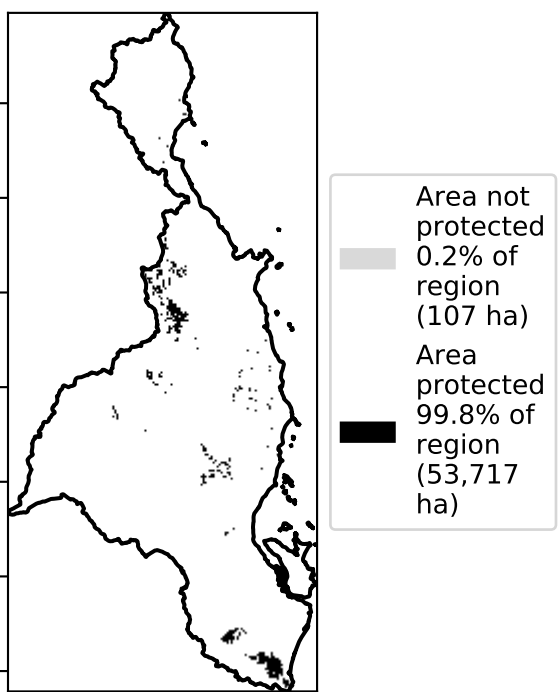 Area not
protected
0.2% of
region
(107 ha)
Area
protected
99.8% of
region
(53,717
ha)